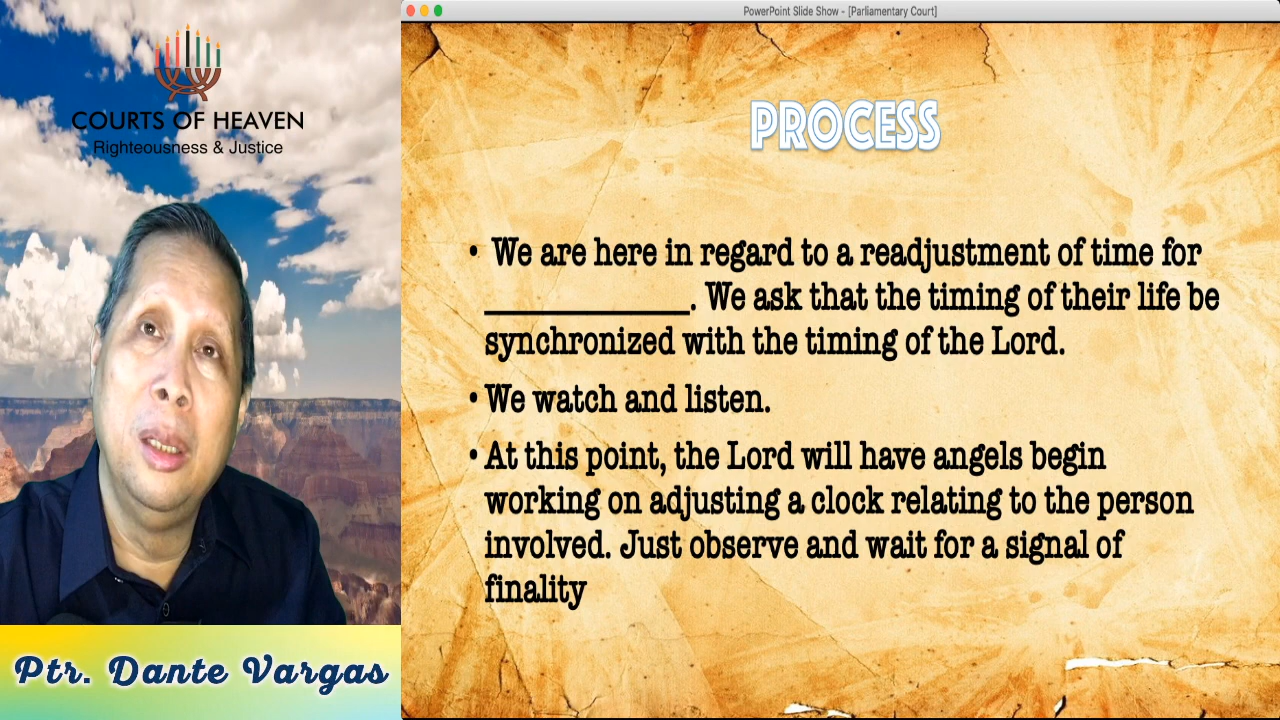 COURTS OF HEAVEN
Righteousness & Justice
Ptr. Dante Vargas
PowerPoint Slide Show - [Parliamentary Court]
PROCESS
• We are here in regard to a readjustment of time for
____________. We ask that the timing of their life be
synchronized with the timing of the Lord.
• We watch and listen.
• At this point, the Lord will have angels begin
working on adjusting a clock relating to the person
involved. Just observe and wait for a signal of
finality